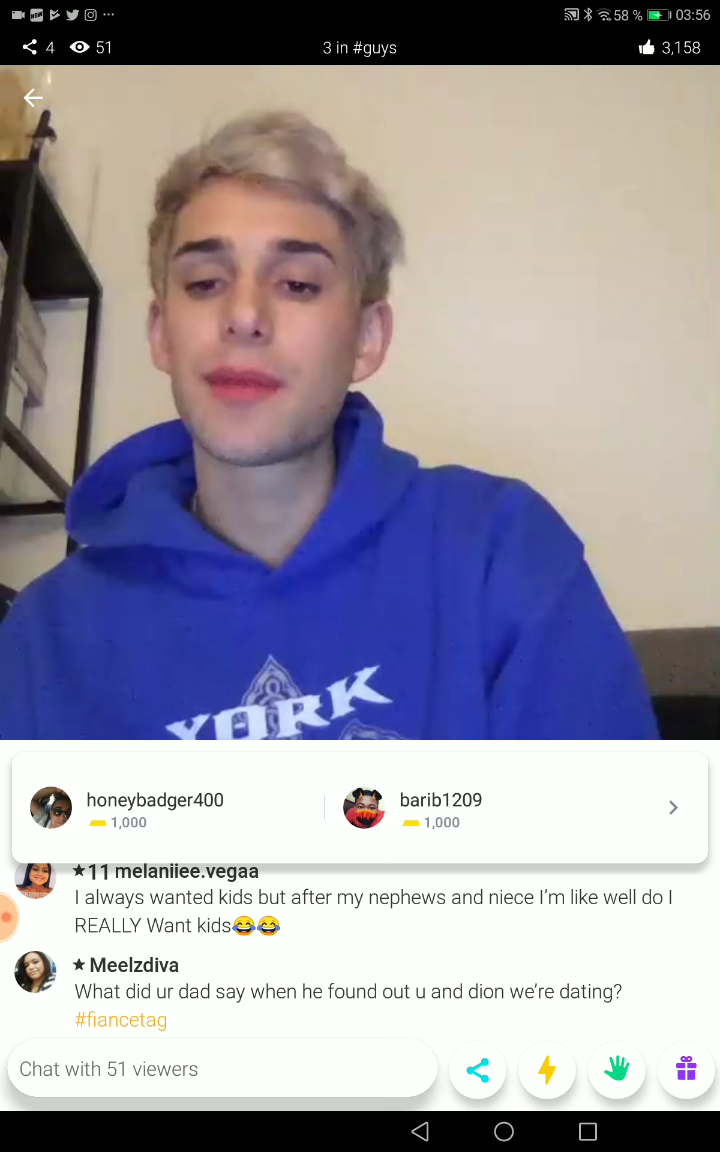 58 % 03:56
4 51 3 in #guys 3,158
YORK
honeybadger400 barib1209
1,000 1,000
★11 melaniiee.vegaa
I always wanted kids but after my nephews and niece I'm like well do I
REALLY Want kids😂😂
★ Meelzdiva
What did ur dad say when he found out u and dion we're dating?
#fiancetag
Chat with 51 viewers